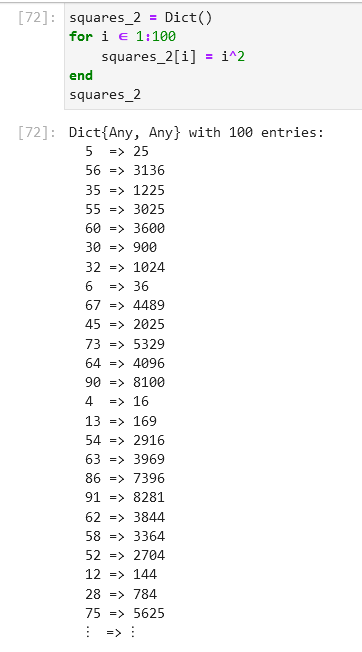 [72]: squares_2 = Dict()
for i ∈ 1:100
    squares_2[i] = i^2
end
squares_2
[72]: Dict{Any, Any} with 100 entries:
  5  => 25
  56 => 3136
  35 => 1225
  55 => 3025
  60 => 3600
  30 => 900
  32 => 1024
  6  => 36
  67 => 4489
  45 => 2025
  73 => 5329
  64 => 4096
  90 => 8100
  4  => 16
  13 => 169
  54 => 2916
  63 => 3969
  86 => 7396
  91 => 8281
  62 => 3844
  58 => 3364
  52 => 2704
  12 => 144
  28 => 784
  75 => 5625
  ⋮  => ⋮